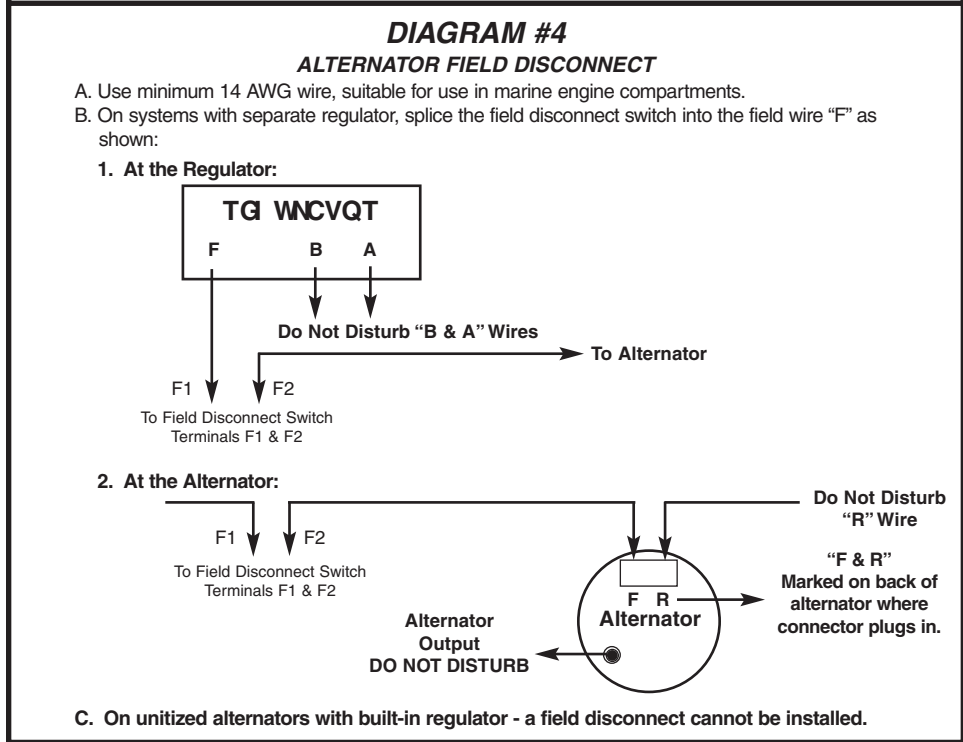 DIAGRAM #4
ALTERNATOR FIELD DISCONNECT
A. Use minimum 14 AWG wire, suitable for use in marine engine compartments.
B. On systems with separate regulator, splice the field disconnect switch into the field wire “F” as
shown:
1. At the Regulator:
TGI WNCVQT
F B A
Do Not Disturb “B & A” Wires
To Alternator
F1 F2
To Field Disconnect Switch
Terminals F1 & F2
2. At the Alternator:
Do Not Disturb
“R” Wire
F1 F2
To Field Disconnect Switch
Terminals F1 & F2
“F & R”
Marked on back of
alternator where
connector plugs in.
F R
Alternator
Alternator
Output
DO NOT DISTURB
C. On unitized alternators with built-in regulator - a field disconnect cannot be installed.